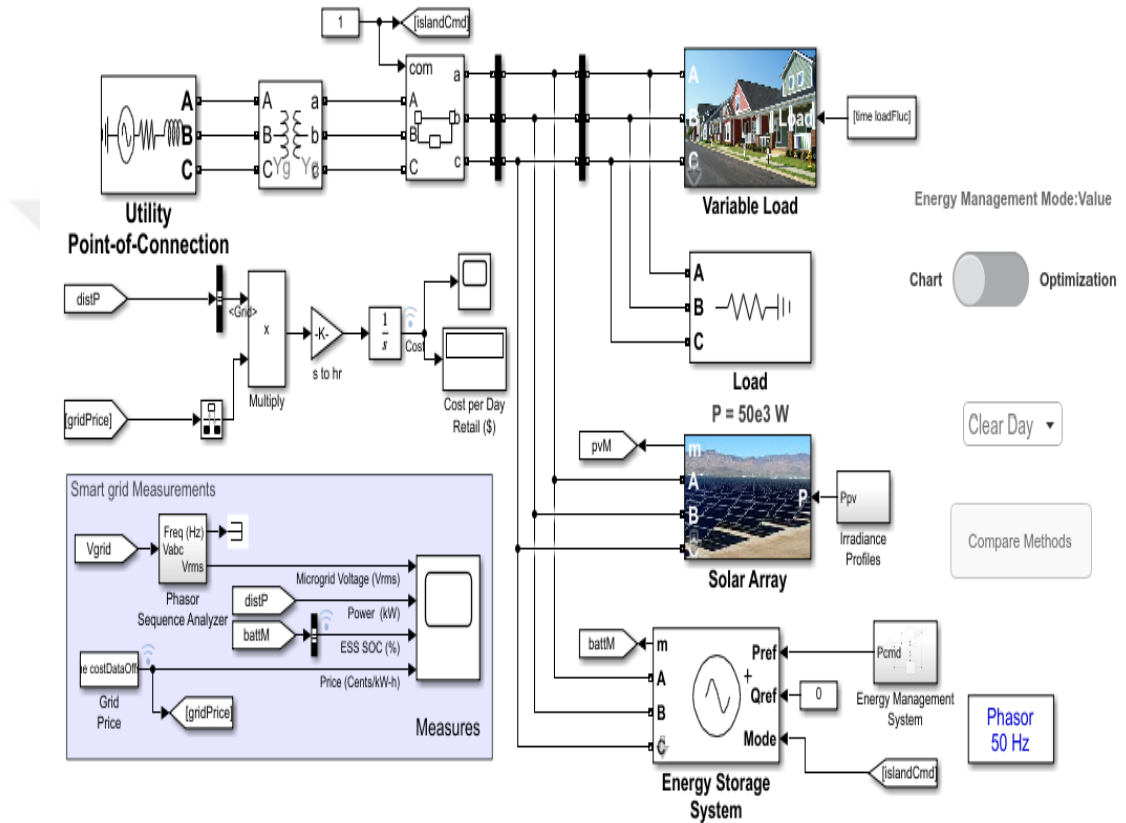 1
[islandCmd]
com
A
B
C
A
B
C
a
b
c
Yg
Yg
A
B
C
a
b
c
A
B
C
Load
[time loadFluc]
Utility
Point-of-Connection
Variable Load
Energy Management Mode:Value
Chart
Optimization
distP
<Grid>
x
-K-
s to hr
1
s
Cost
Multiply
[gridPrice]
Cost per Day
Retail ($)
A
B
C
Load
P = 50e3 W
Clear Day
pvM
m
A
B
P
Ppv
Irradiance
Profiles
Solar Array
Compare Methods
Smart grid Measurements
Vgrid
Freq (Hz)
Vabc
Vrms
Phasor
Sequence Analyzer
Microgrid Voltage (Vrms)
distP
Power (kW)
battM
ESS SOC (%)
e costDataOff
Price (Cents/kW-h)
Grid
Price
[gridPrice]
Measures
battM
m
A
B
C
Pref
+
Qref
Mode
0
Pcmd
Energy Management
System
[islandCmd]
Energy Storage
System
Phasor
50 Hz